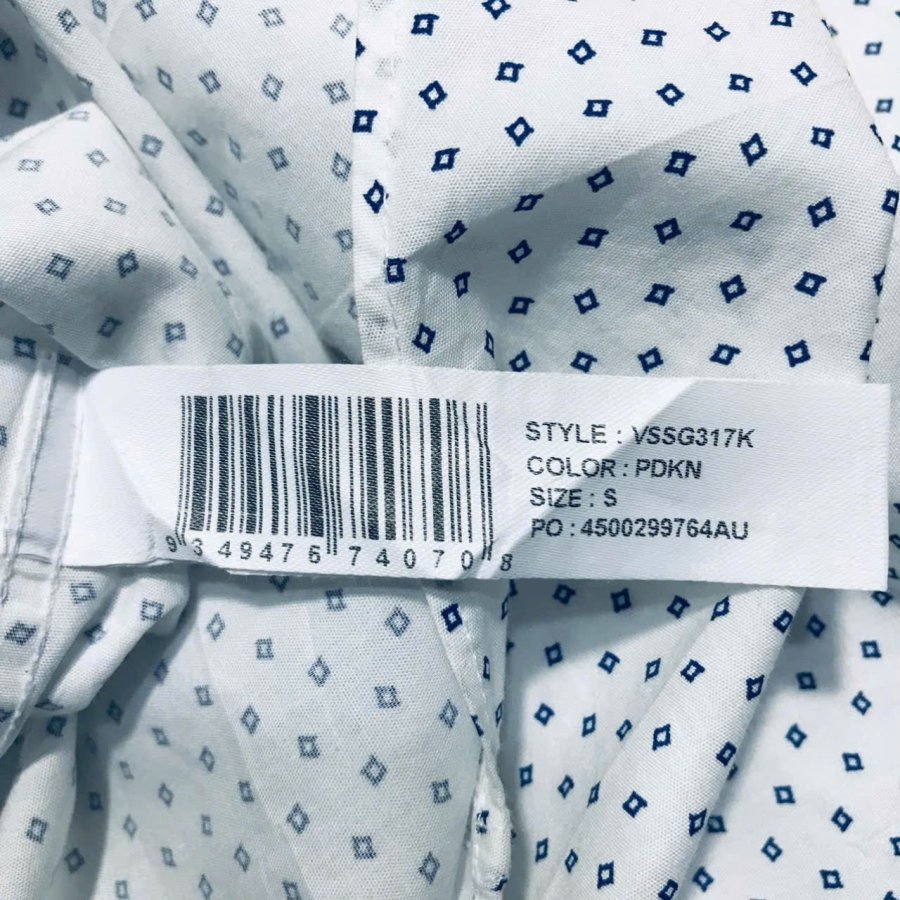 STYLE : VSSG317K
COLOR : PDKN
SIZE : S
PO : 4500299764AU
9 349476 740708